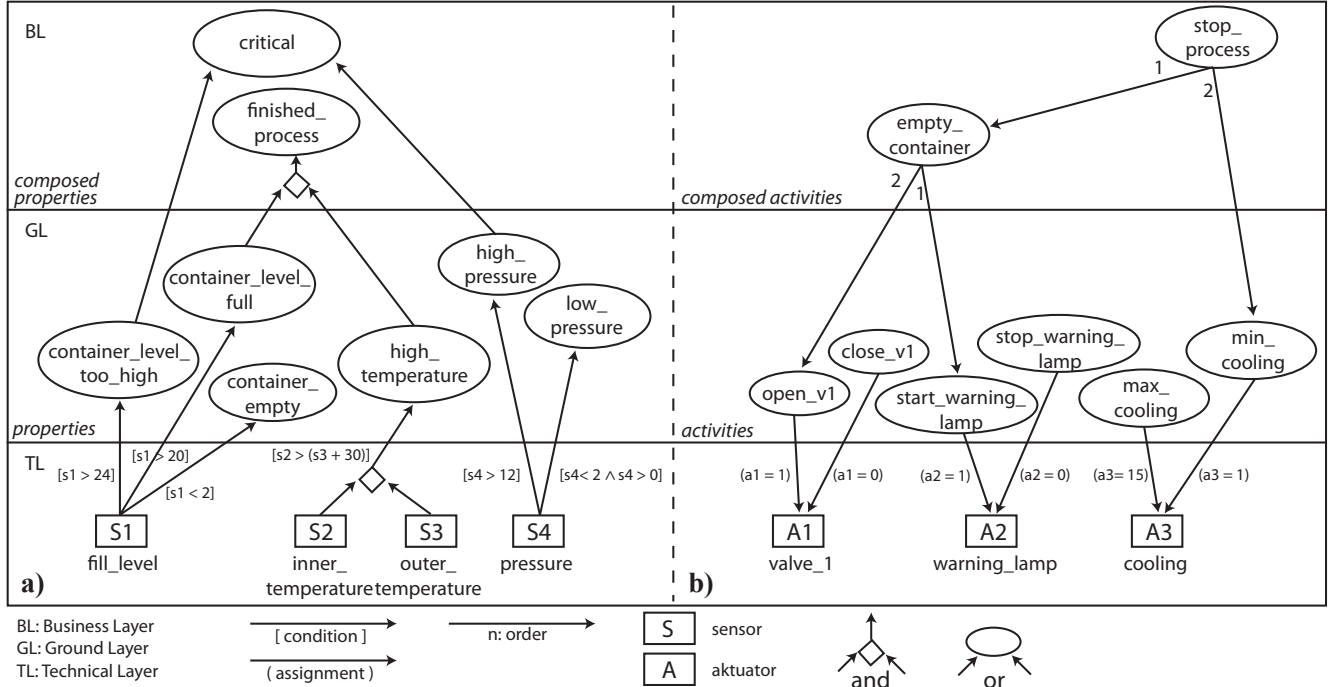 BL
critical
finished_
process
composed
properties
stop_
process
1
2
empty_
container
2
1
composed activities
GL
container_level_
full
high_
pressure
low_
pressure
container_level_
too_high
container_
empty
high_
temperature
properties
close_v1
open_v1
stop_warning_
lamp
start_warning_
lamp
max_
cooling
min_
cooling
activities
TL
[s1 > 24]
[s1 > 20]
[s1 < 2]
[s2 > (s3 + 30)]
[s4 > 12]
[s4< 2 ∧ s4 > 0]
(a1 = 1)
(a1 = 0)
(a2 = 1)
(a2 = 0)
(a3= 15)
(a3 = 1)
S1
fill_level
S2
inner_
temperature
S3
outer_
temperature
S4
pressure
A1
valve_1
A2
warning_lamp
A3
cooling
a)
b)
BL: Business Layer
GL: Ground Layer
TL: Technical Layer
[ condition ]
( assignment )
n: order
S
sensor
A
aktuator
and
or